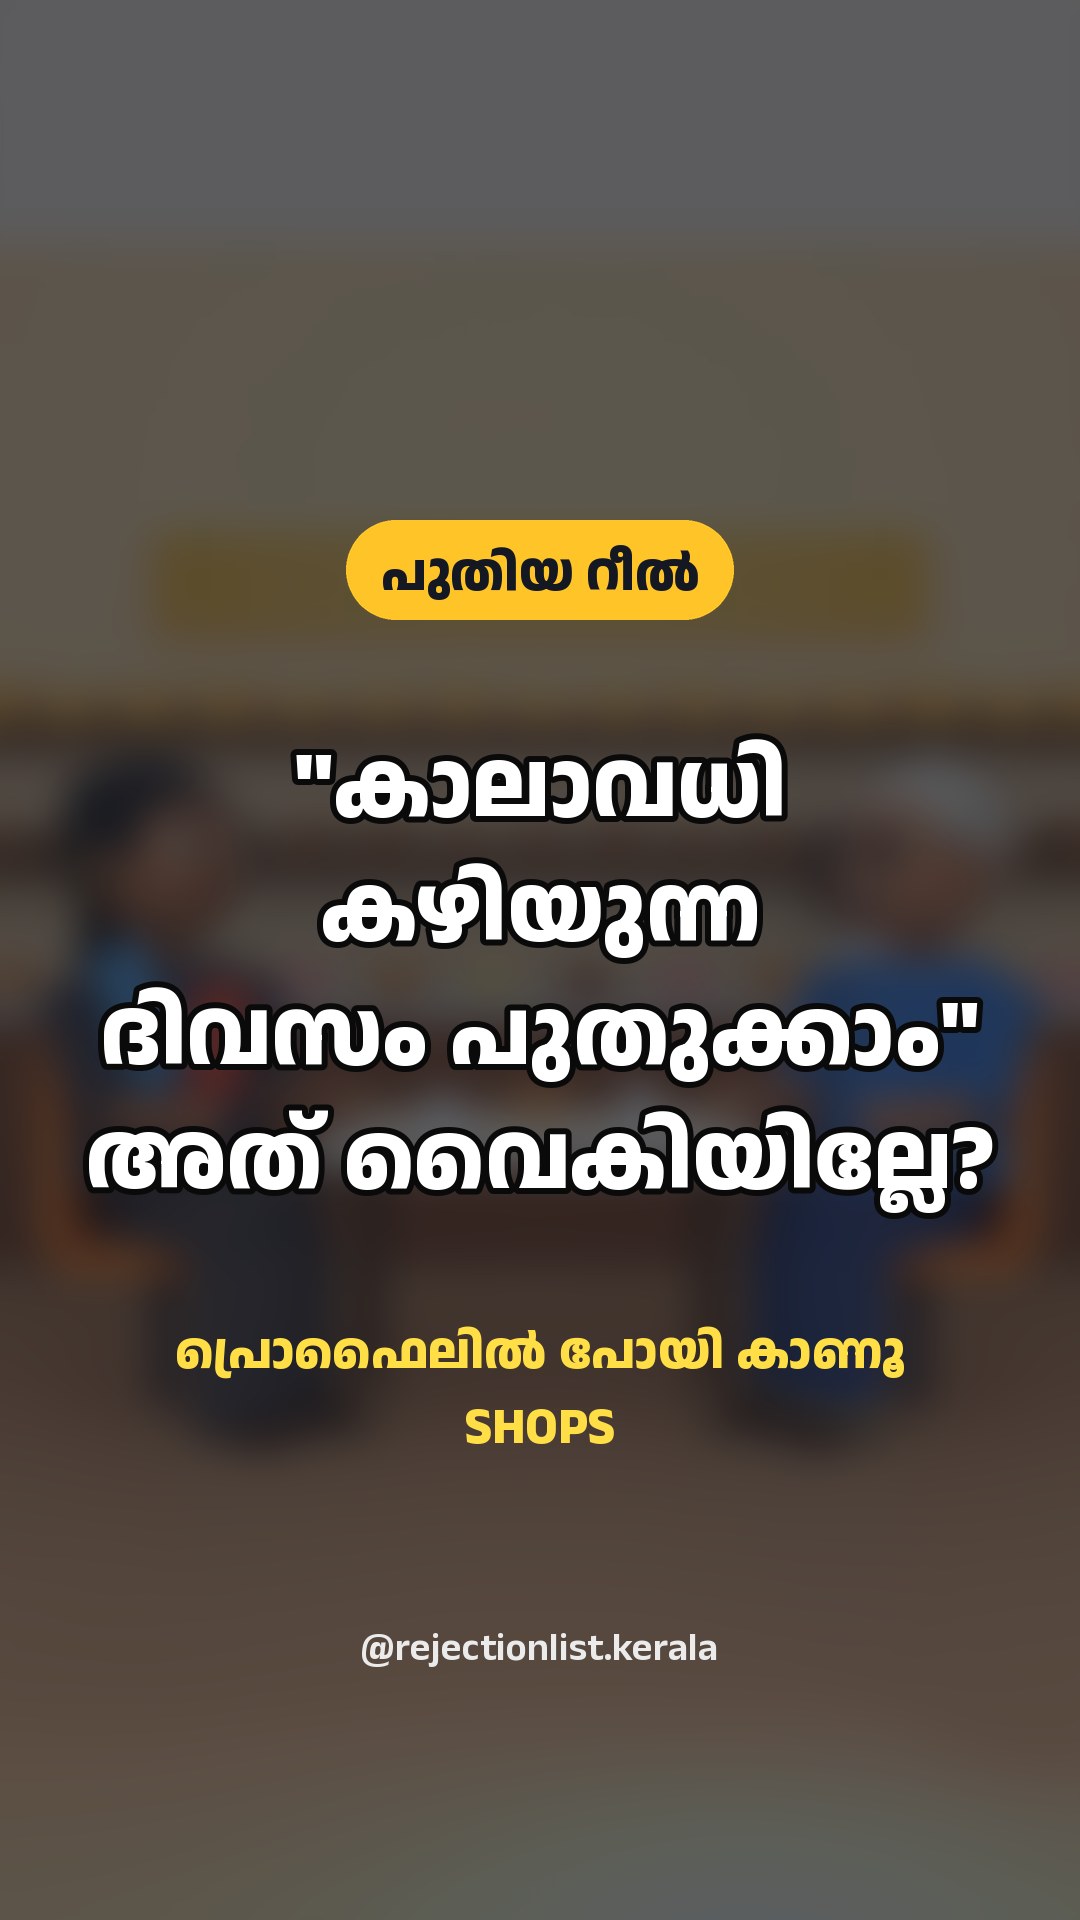 പുതിയ റീൽ
"കാലാവധി
കഴിയുന്ന
ദിവസം പുതുക്കാം"
അത് വൈകിയില്ലേ?
പ്രൊഫൈലിൽ പോയി കാണൂ
SHOPS
@rejectionlist.kerala